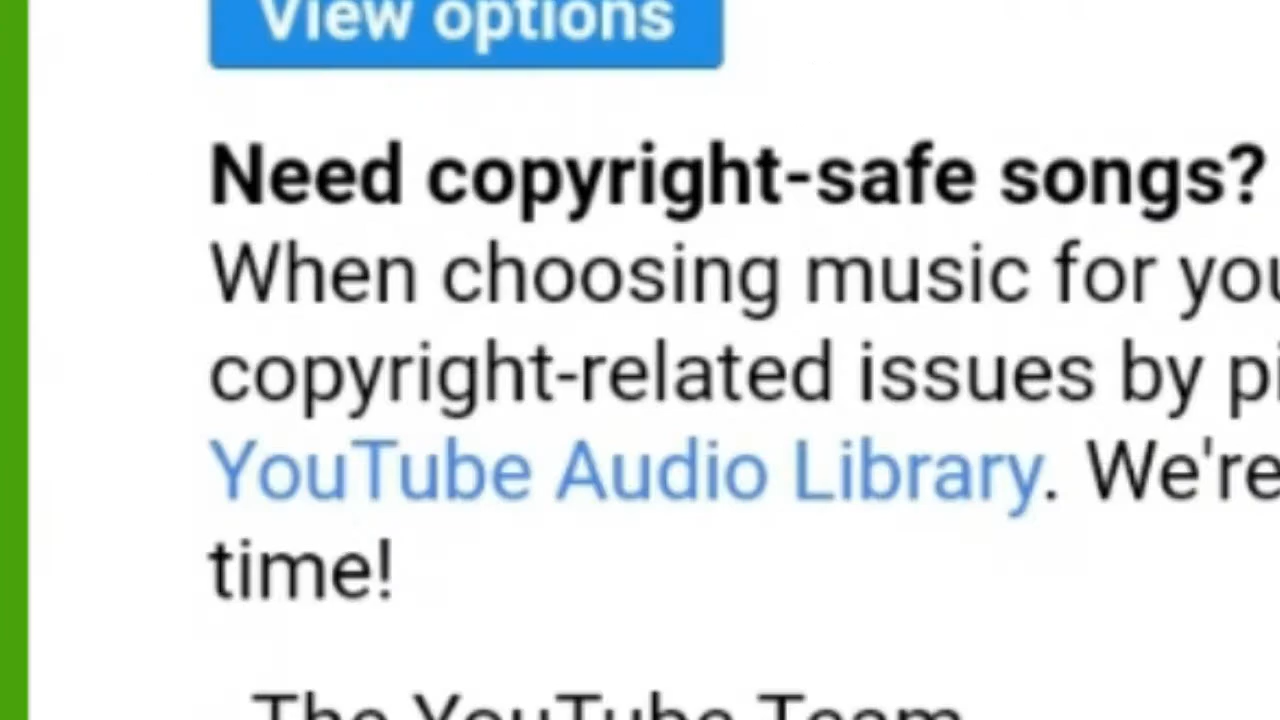 View options
Need copyright-safe songs?
When choosing music for you
copyright-related issues by pi
YouTube Audio Library. We're
time!
The YouTube Team